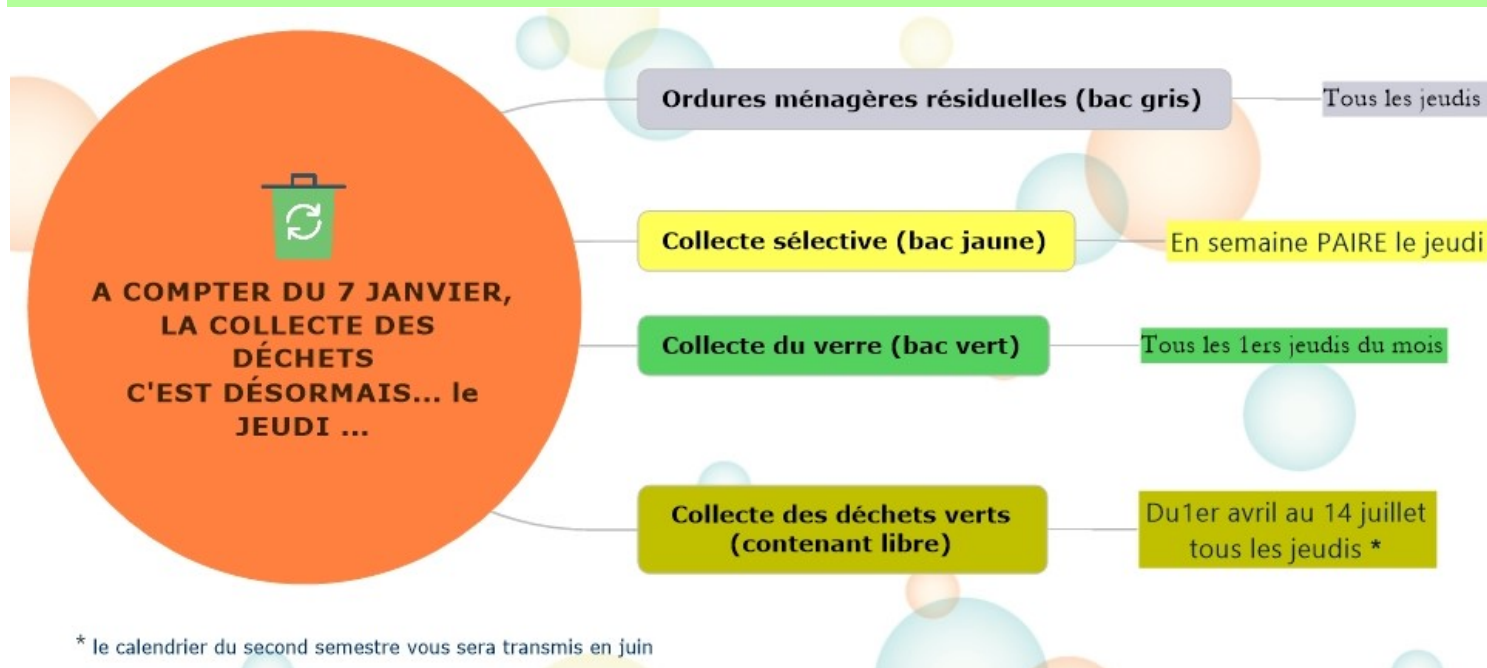 A COMPTER DU 7 JANVIER,
LA COLLECTE DES
DÉCHETS
C'EST DÉSORMAIS... le
JEUDI ...
Ordures ménagères résiduelles (bac gris)
Tous les jeudis
Collecte sélective (bac jaune)
En semaine PAIRE le jeudi
Collecte du verre (bac vert)
Tous les 1ers jeudis du mois
Collecte des déchets verts
(contenant libre)
Du1er avril au 14 juillet
tous les jeudis *
* le calendrier du second semestre vous sera transmis en juin